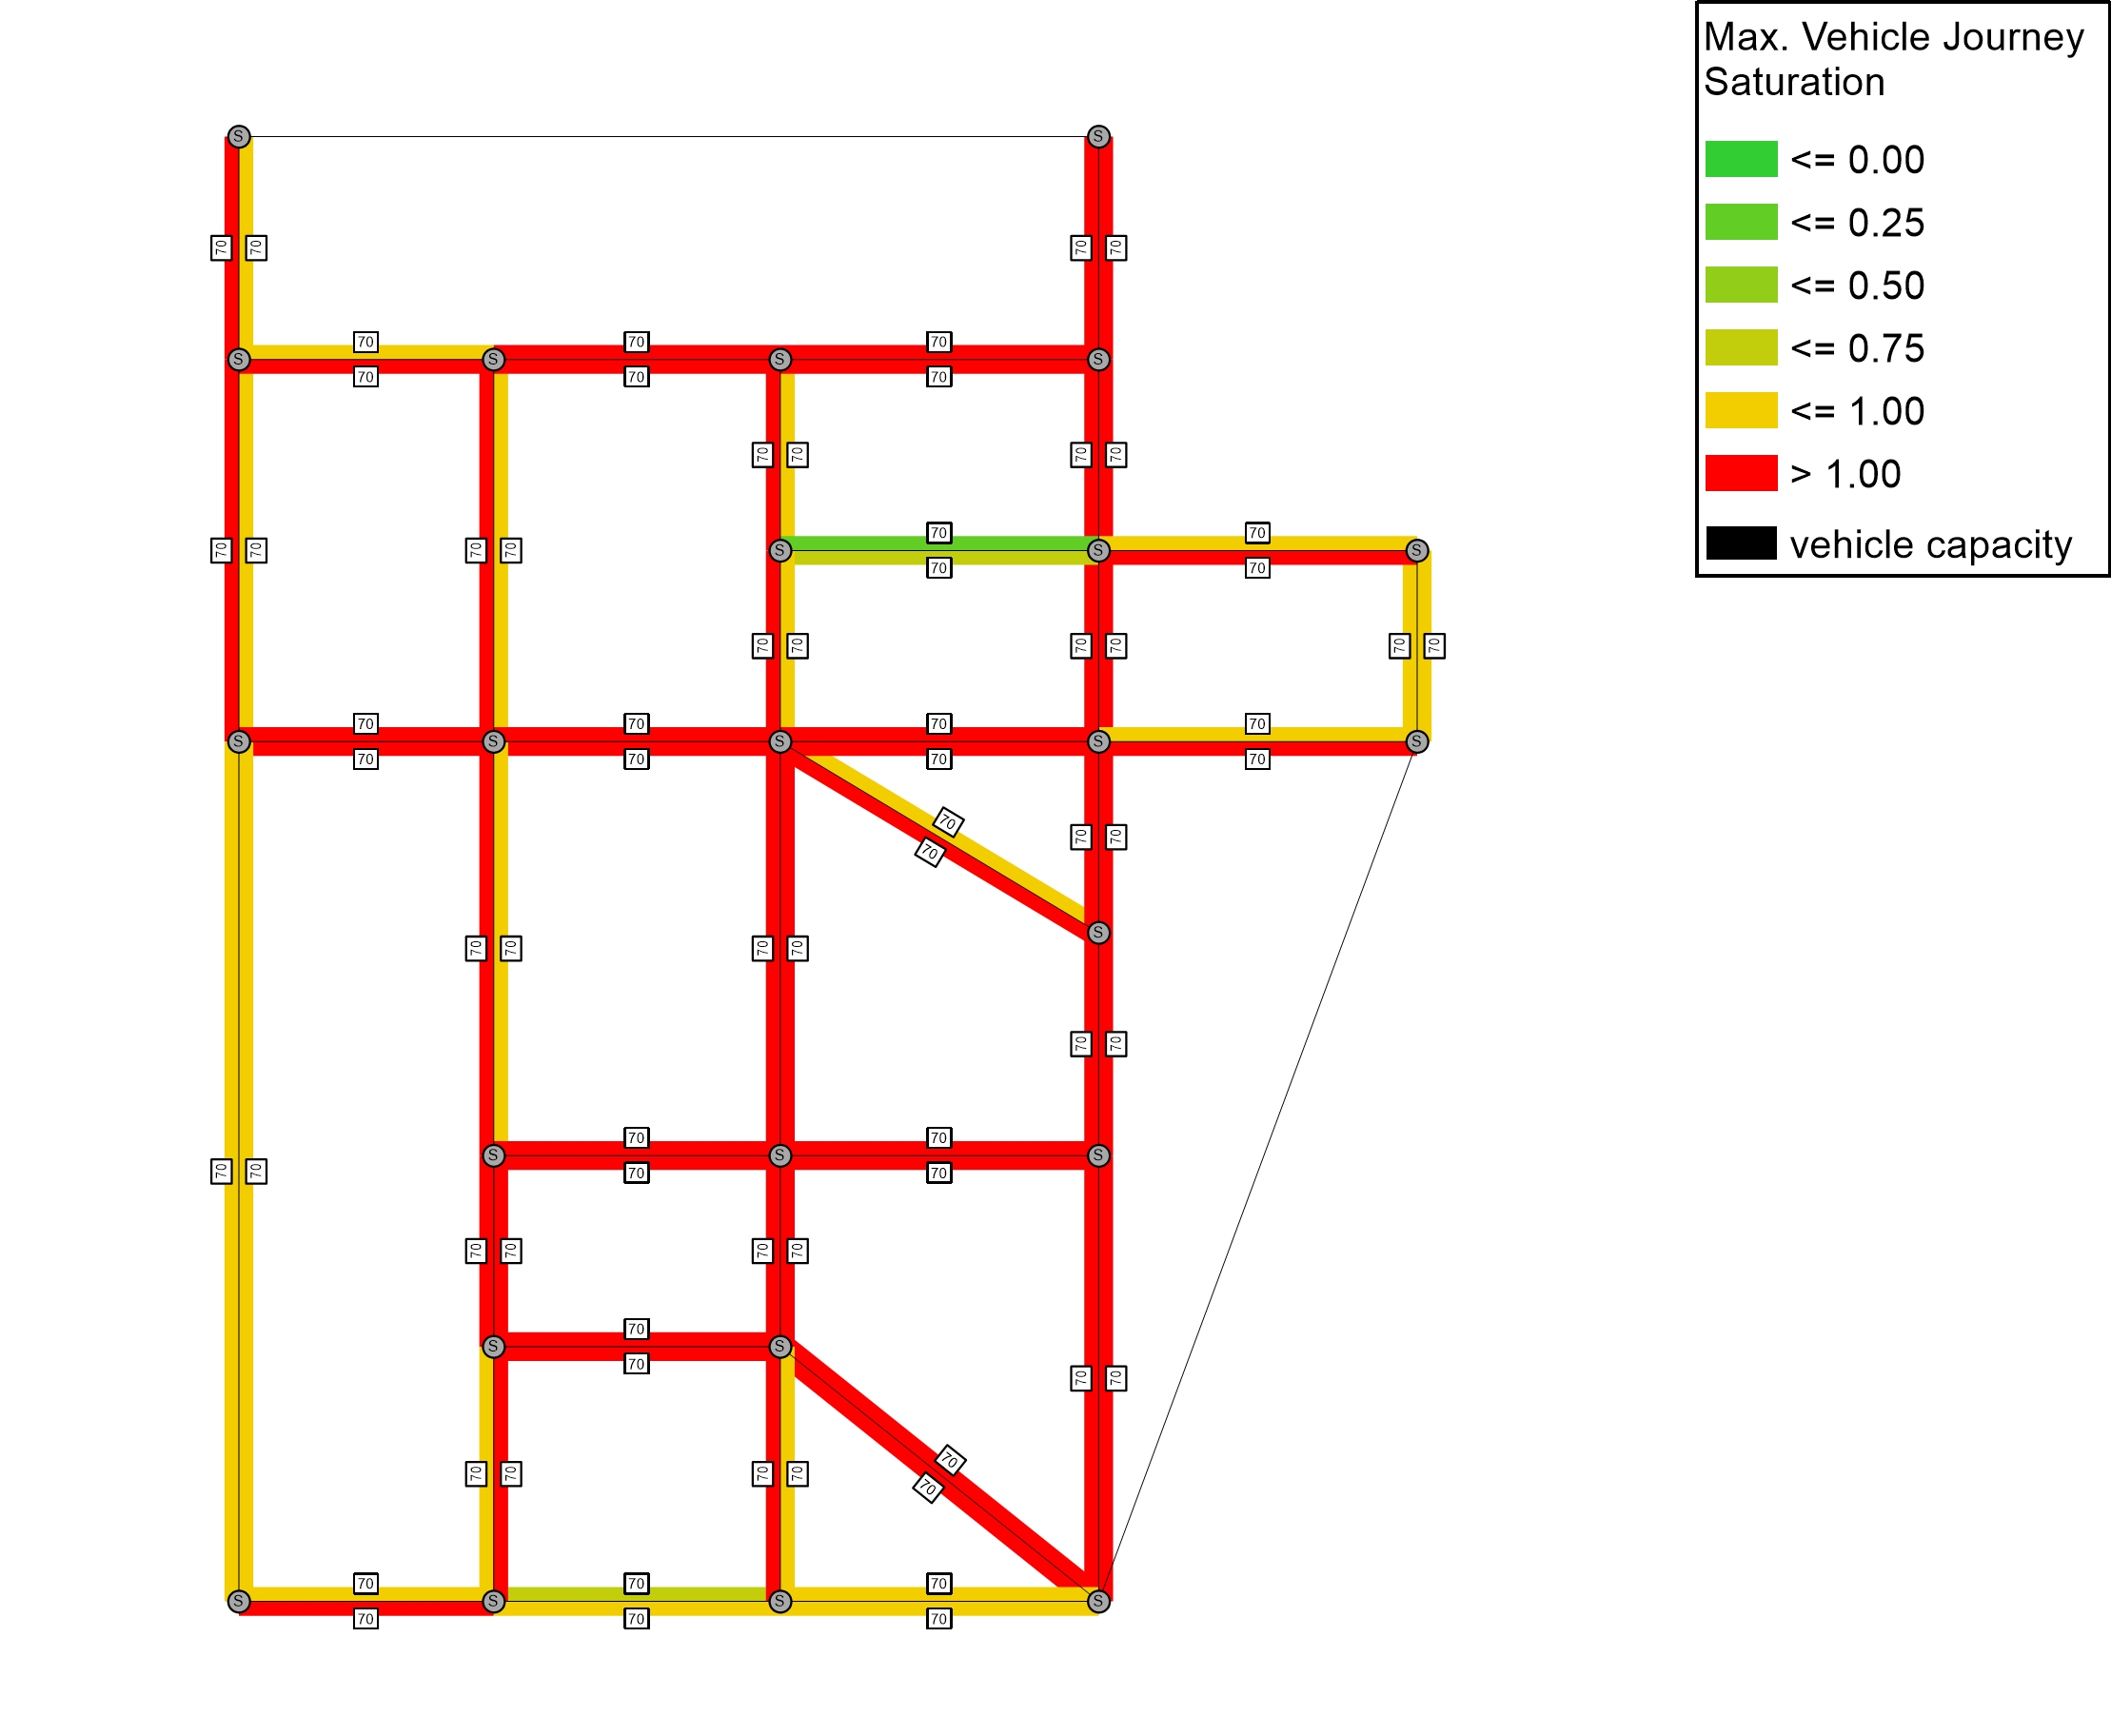 Max. Vehicle Journey
Saturation
<= 0.00
<= 0.25
<= 0.50
<= 0.75
<= 1.00
> 1.00
vehicle capacity
S S
70 70 70 70
70 70 70
S S S S
70 70 70
70 70 70 70
70 70
70 70 70 70 S S S
70 70
70 70 70 70 70 70
70 70 70 70
S S S S S
70 70 70 70
70
70 70
70
S
70 70 70 70
70 70
70 70
S S S
70 70 70 70
70 70 70 70
70
S S
70
70 70
70
70 70 70 70
70
70 70 70
S S S S
70 70 70